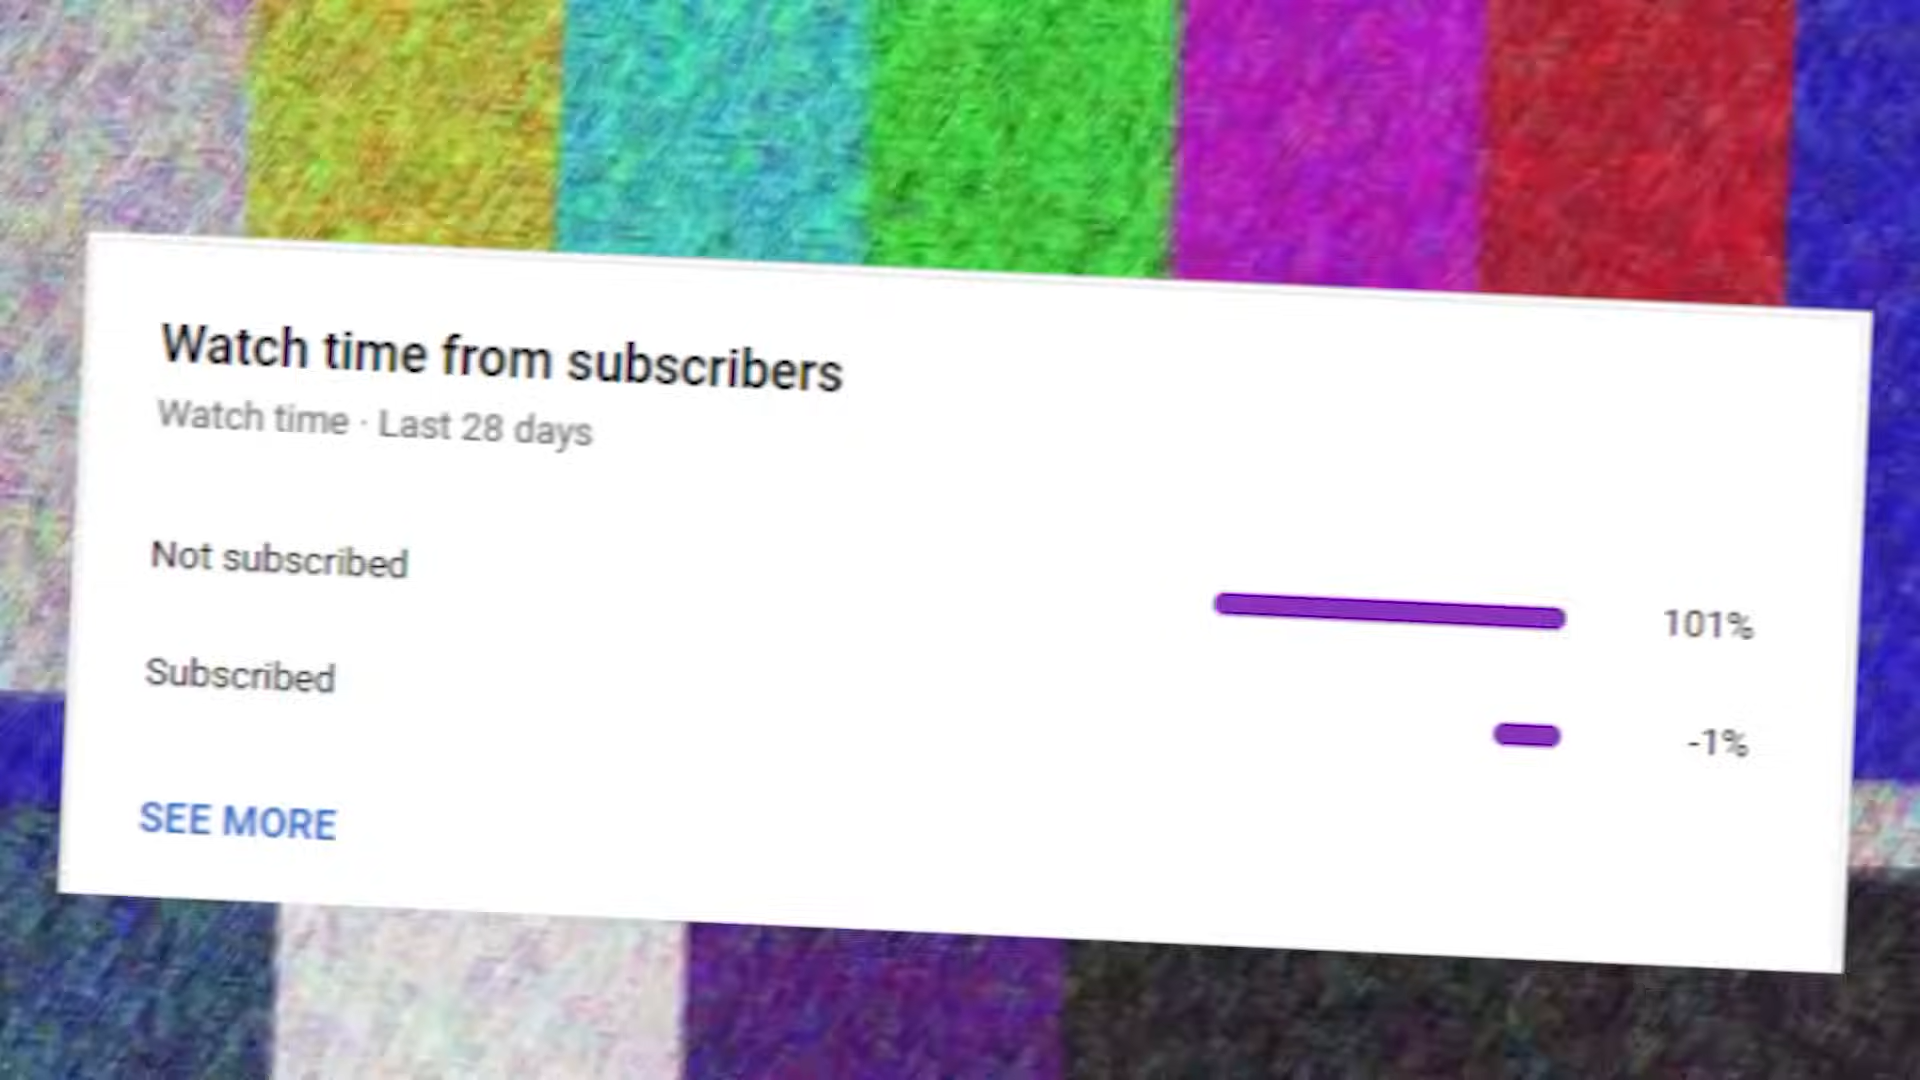 Watch time from subscribers
Watch time · Last 28 days
Not subscribed 101%
Subscribed -1%
SEE MORE